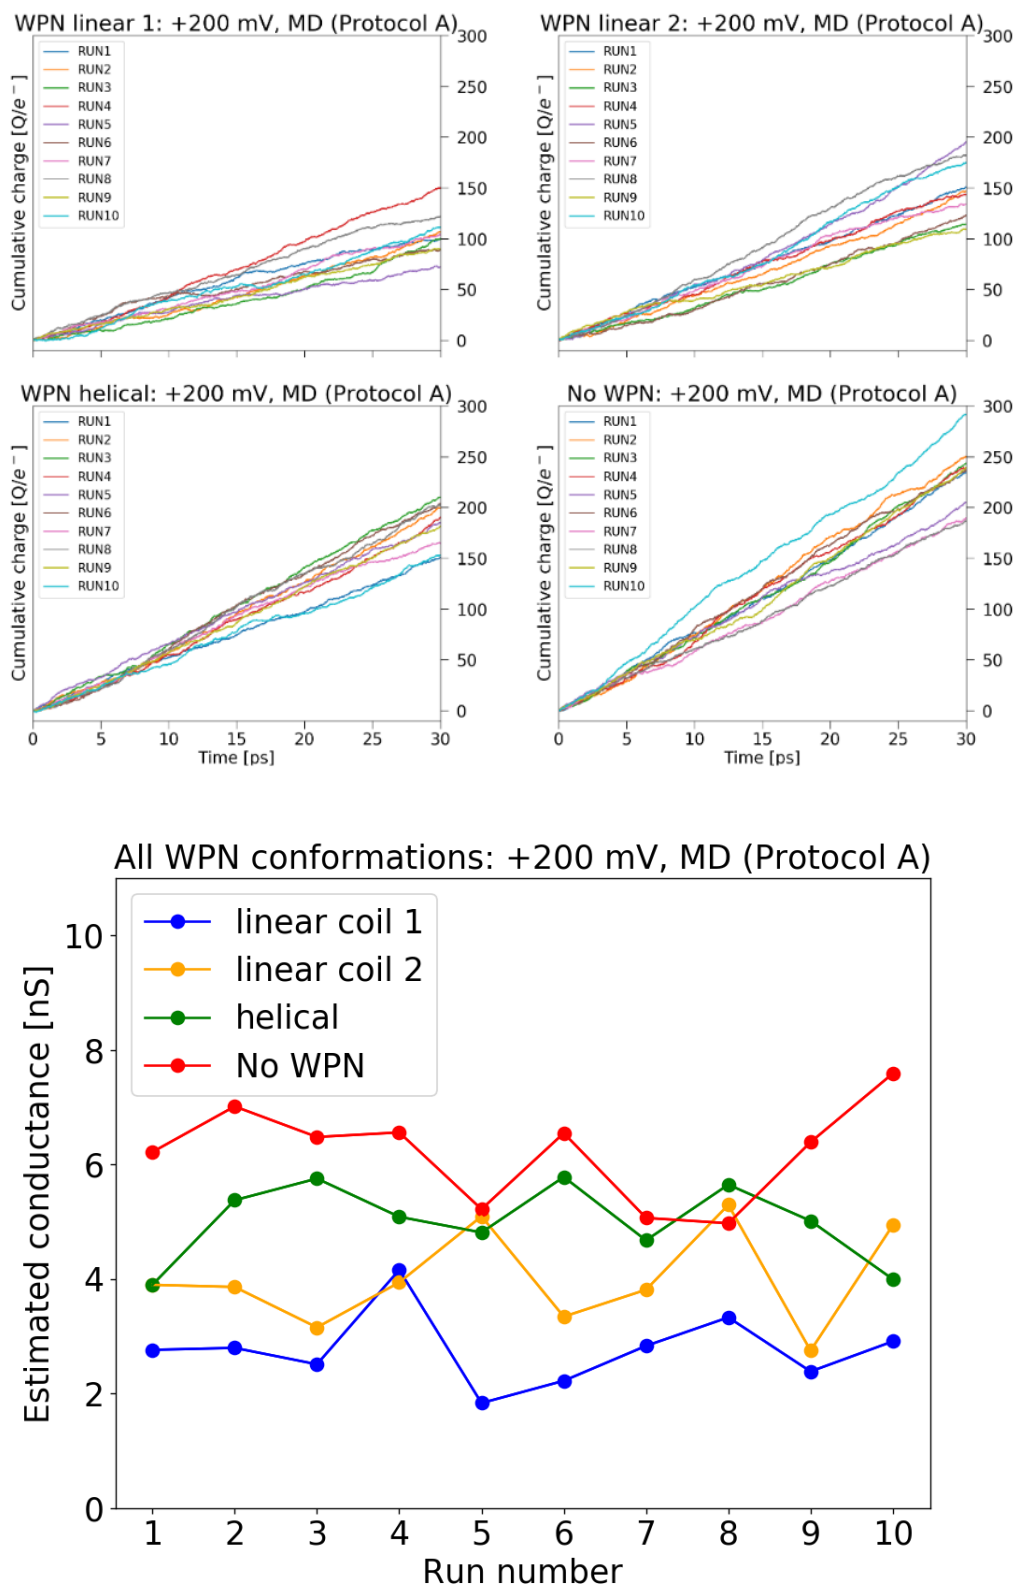 WPN linear 1: +200 mV, MD (Protocol A)
Cumulative charge [Q/e⁻]
RUN1
RUN2
RUN3
RUN4
RUN5
RUN6
RUN7
RUN8
RUN9
RUN10
300
250
200
150
100
50
0
WPN linear 2: +200 mV, MD (Protocol A)
Cumulative charge [Q/e⁻]
RUN1
RUN2
RUN3
RUN4
RUN5
RUN6
RUN7
RUN8
RUN9
RUN10
300
250
200
150
100
50
0
WPN helical: +200 mV, MD (Protocol A)
Cumulative charge [Q/e⁻]
RUN1
RUN2
RUN3
RUN4
RUN5
RUN6
RUN7
RUN8
RUN9
RUN10
300
250
200
150
100
50
0
0 5 10 15 20 25 30
Time [ps]
No WPN: +200 mV, MD (Protocol A)
Cumulative charge [Q/e⁻]
RUN1
RUN2
RUN3
RUN4
RUN5
RUN6
RUN7
RUN8
RUN9
RUN10
300
250
200
150
100
50
0
0 5 10 15 20 25 30
Time [ps]
All WPN conformations: +200 mV, MD (Protocol A)
Estimated conductance [nS]
linear coil 1
linear coil 2
helical
No WPN
10
8
6
4
2
0
1 2 3 4 5 6 7 8 9 10
Run number